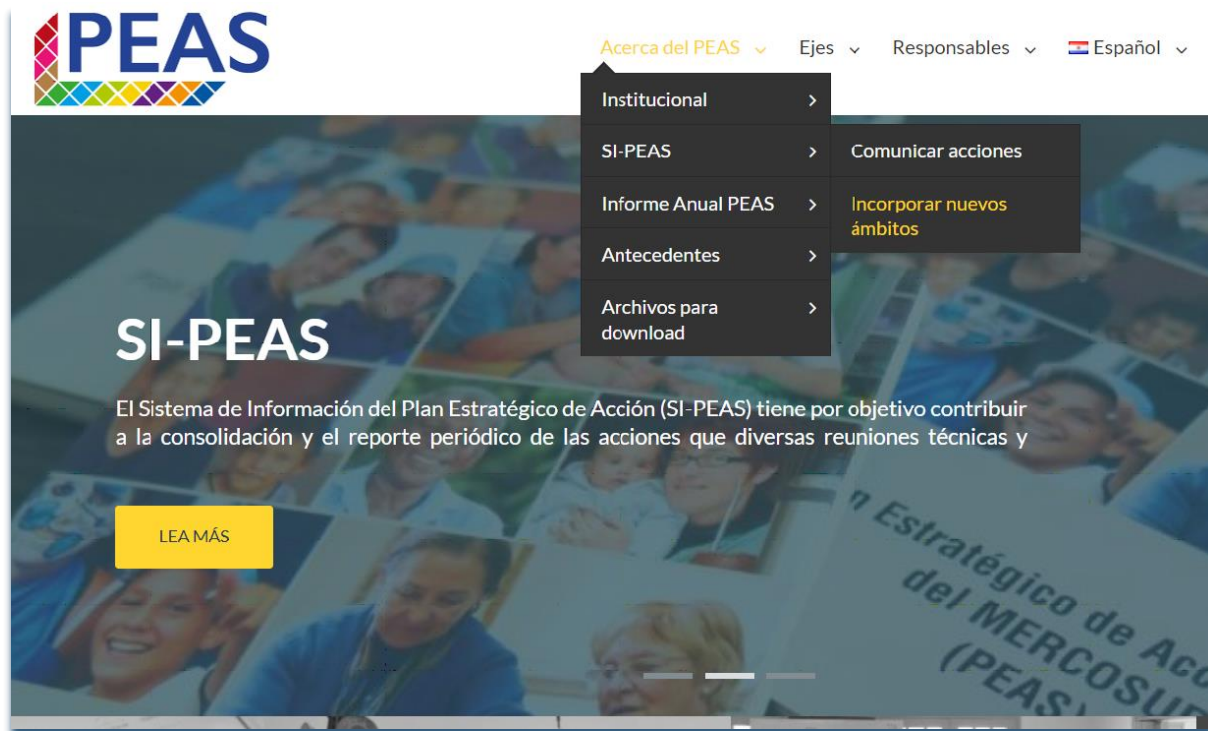 PEAS
Acerca del PEAS
Ejes
Responsables
Español
Institucional
SI-PEAS
Informe Anual PEAS
Antecedentes
Archivos para
download
Comunicar acciones
Incorporar nuevos
ámbitos
SI-PEAS
El Sistema de Información del Plan Estratégico de Acción (SI-PEAS) tiene por objetivo contribuir
a la consolidación y el reporte periódico de las acciones que diversas reuniones técnicas y
LEA MÁS
n Estratégico de Acc
del MERCOSUR
(PEAS)